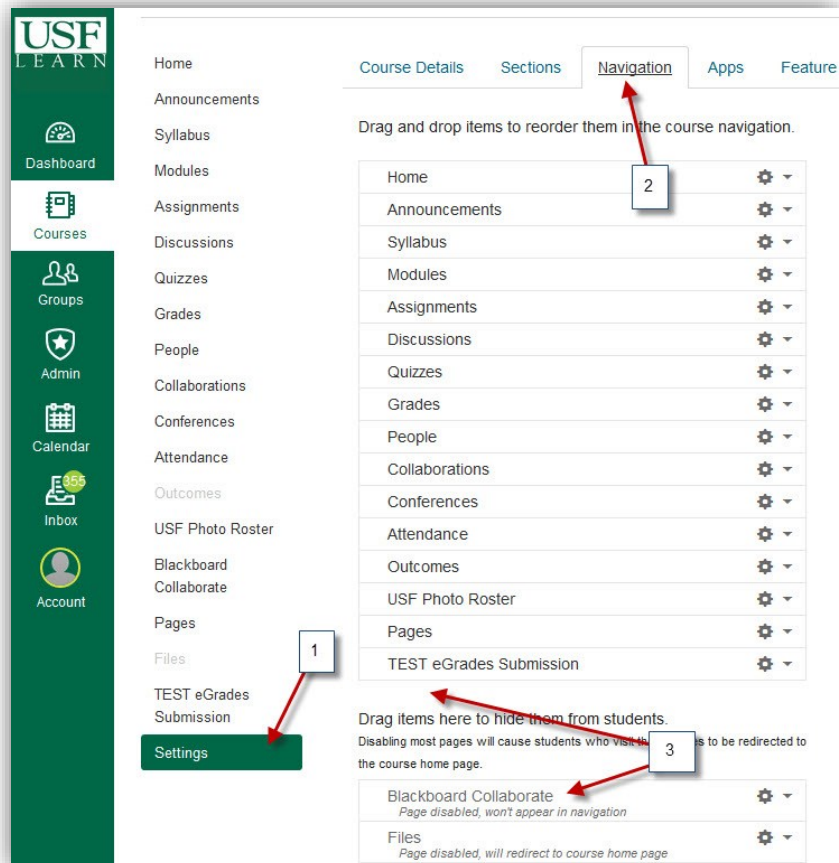 USF
LEARN
Dashboard
Courses
Groups
Admin
Calendar
355
Inbox
Account
Home
Announcements
Syllabus
Modules
Assignments
Discussions
Quizzes
Grades
People
Collaborations
Conferences
Attendance
Outcomes
USF Photo Roster
Blackboard
Collaborate
Pages
Files
TEST eGrades
Submission
Settings
1
Course Details Sections Navigation Apps Feature
2
Drag and drop items to reorder them in the course navigation.
Home
Announcements
Syllabus
Modules
Assignments
Discussions
Quizzes
Grades
People
Collaborations
Conferences
Attendance
Outcomes
USF Photo Roster
Pages
TEST eGrades Submission
Drag items here to hide them from students.
Disabling most pages will cause students who visit to be redirected to
the course home page.
3
Blackboard Collaborate
Page disabled, won't appear in navigation
Files
Page disabled, will redirect to course home page